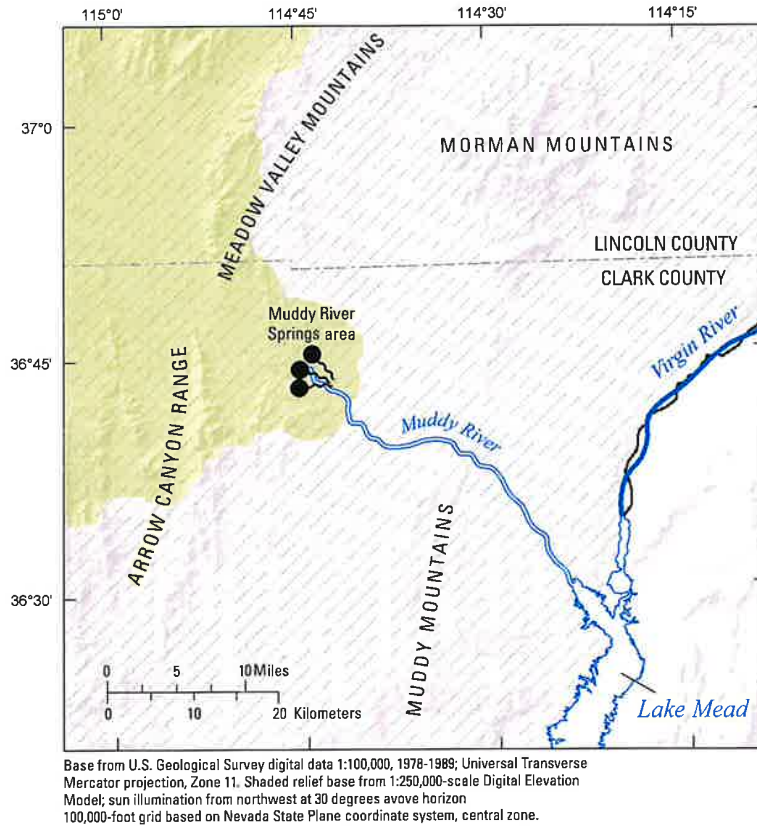 115°0' 114°45' 114°30' 114°15'
37°0'
MEADOW VALLEY MOUNTAINS
MORMAN MOUNTAINS
LINCOLN COUNTY
CLARK COUNTY
Muddy River
Springs area
36°45'
Virgin River
ARROW CANYON RANGE
Muddy River
MUDDY MOUNTAINS
36°30'
0 5 10 Miles
0 10 20 Kilometers
Lake Mead
Base from U.S. Geological Survey digital data 1:100,000, 1978-1989; Universal Transverse
Mercator projection, Zone 11. Shaded relief base from 1:250,000-scale Digital Elevation
Model; sun illumination from northwest at 30 degrees avove horizon
100,000-foot grid based on Nevada State Plane coordinate system, central zone.